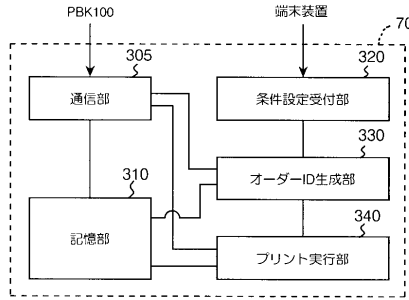 PBK100
端末装置
70
305
通信部
320
条件設定受付部
330
オーダーID生成部
310
記憶部
340
プリント実行部